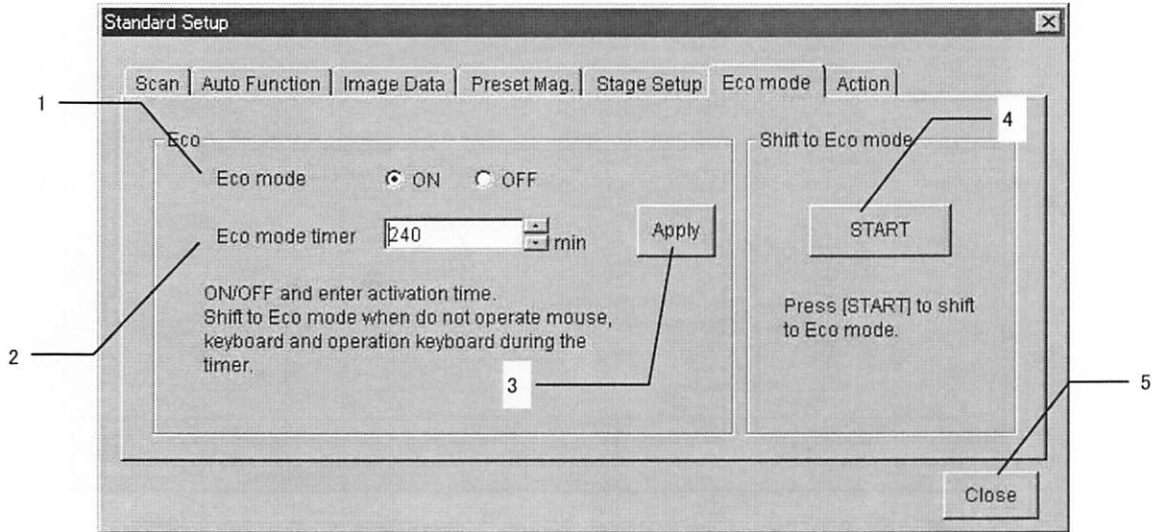 Standard Setup
Scan Auto Function Image Data Preset Mag. Stage Setup Eco mode Action
1
4
Eco
Shift to Eco mode
Eco mode ON OFF
Eco mode timer 240 min
Apply
START
ON/OFF and enter activation time.
Shift to Eco mode when do not operate mouse,
keyboard and operation keyboard during the
timer.
Press [START] to shift
to Eco mode.
2
3
5
Close